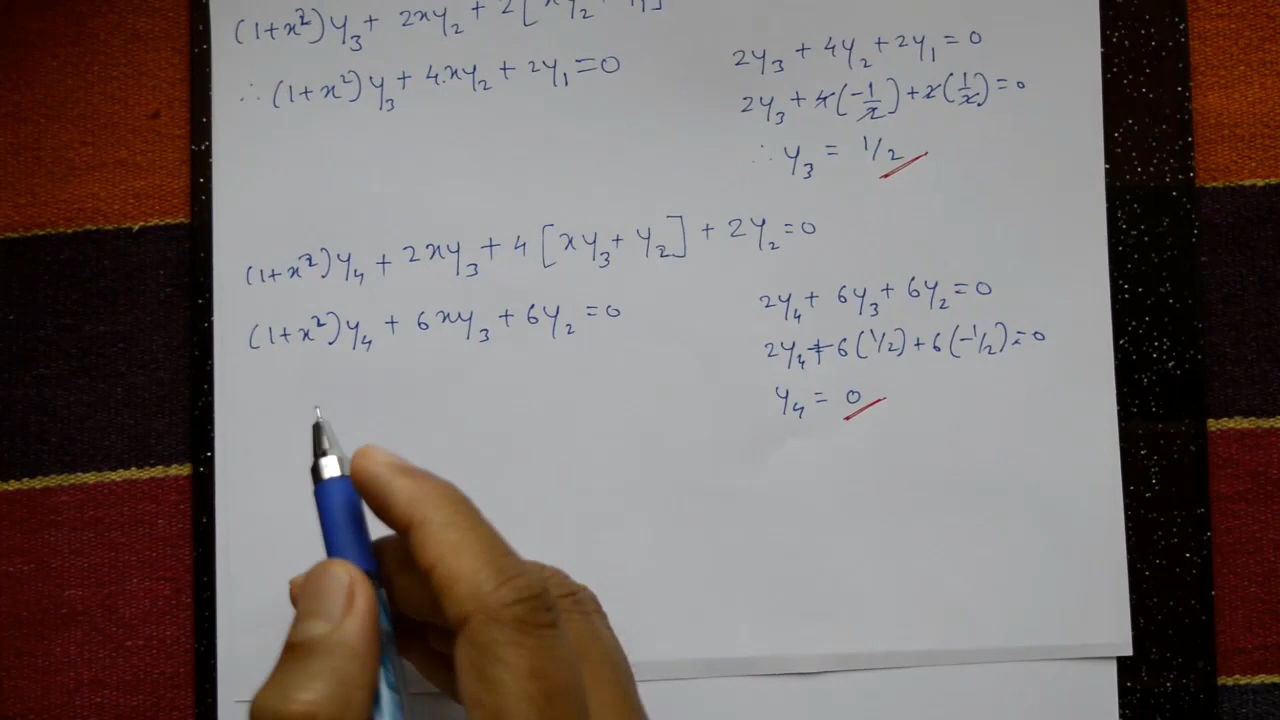 (1+x²)y₃ + 2xy₂ + 2[xy₂ + y₁]
∴ (1+x²)y₃ + 4xy₂ + 2y₁ = 0
2y₃ + 4y₂ + 2y₁ = 0
2y₃ + 4(-1/2) + 2(1/2) = 0
∴ y₃ = 1/2
(1+x²)y₄ + 2xy₃ + 4[xy₃ + y₂] + 2y₂ = 0
(1+x²)y₄ + 6xy₃ + 6y₂ = 0
2y₄ + 6y₃ + 6y₂ = 0
2y₄ + 6(1/2) + 6(-1/2) = 0
y₄ = 0